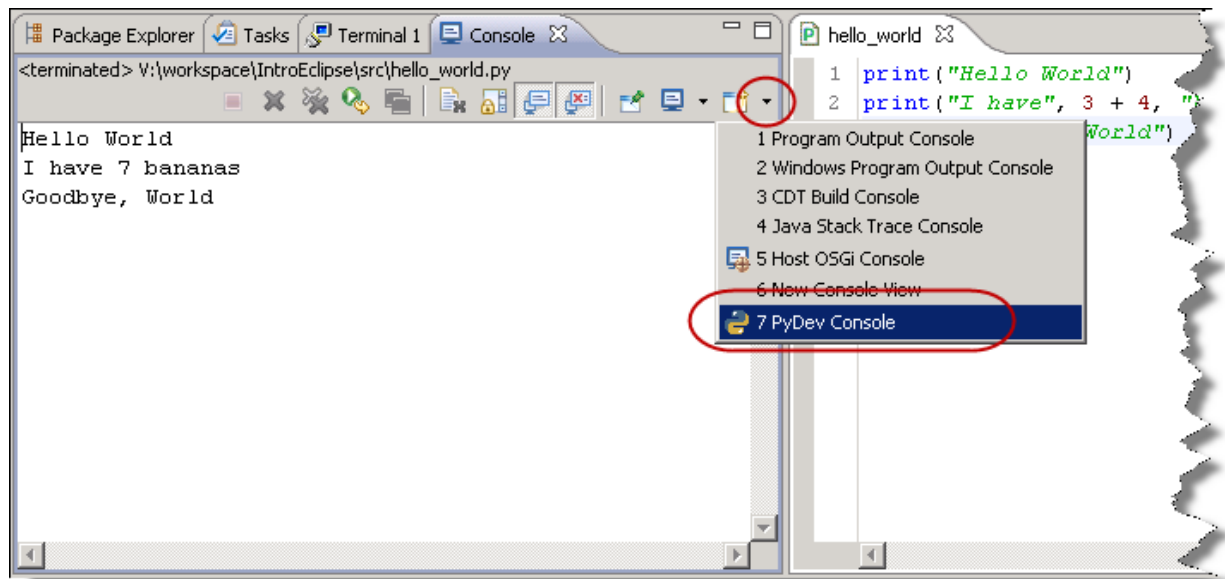 Package Explorer Tasks Terminal 1 Console
<terminated> V:\workspace\IntroEclipse\src\hello_world.py
Hello World
I have 7 bananas
Goodbye, World
1 Program Output Console
2 Windows Program Output Console
3 CDT Build Console
4 Java Stack Trace Console
5 Host OSGi Console
6 New Console View
7 PyDev Console
hello_world
1 print("Hello World")
2 print("I have", 3 + 4, "
World")